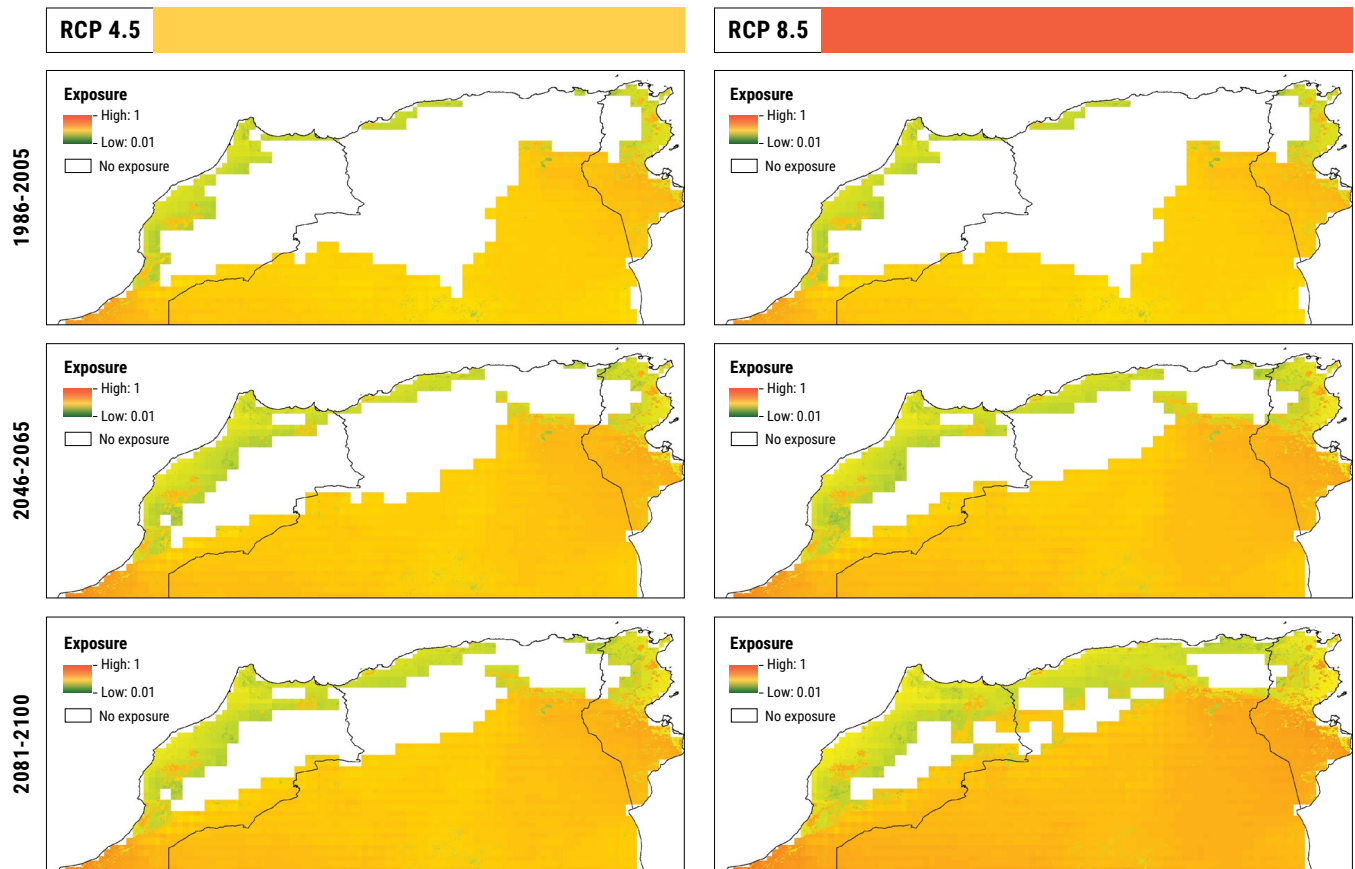 RCP 4.5
RCP 8.5
1986-2005
Exposure
High: 1
Low: 0.01
No exposure
Exposure
High: 1
Low: 0.01
No exposure
2046-2065
Exposure
High: 1
Low: 0.01
No exposure
Exposure
High: 1
Low: 0.01
No exposure
2081-2100
Exposure
High: 1
Low: 0.01
No exposure
Exposure
High: 1
Low: 0.01
No exposure